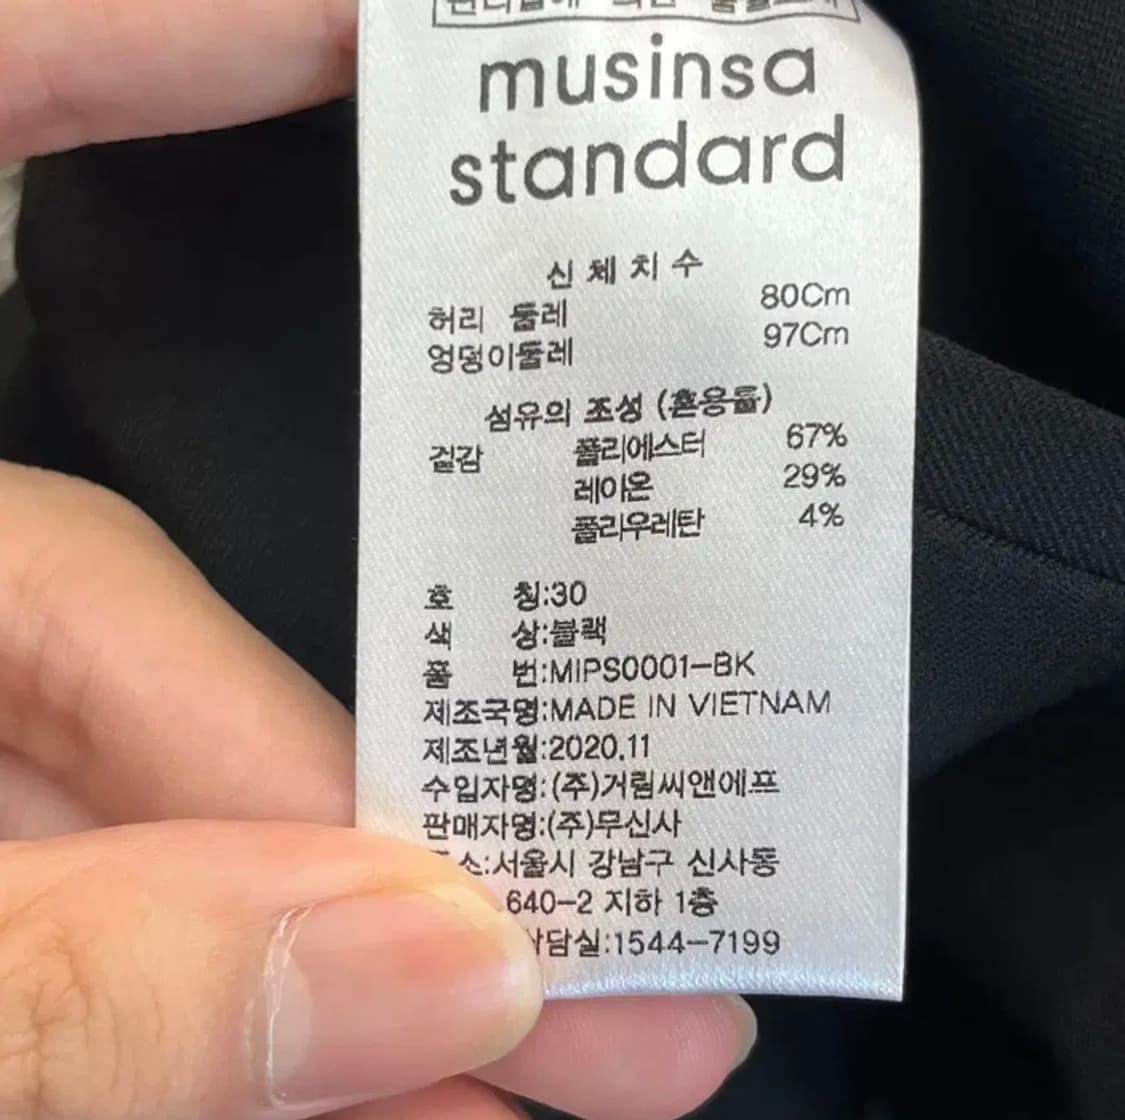 musinsa
standard
신체치수
허리 둘레 80Cm
엉덩이둘레 97Cm
섬유의 조성 (혼용률)
겉감 폴리에스터 67%
레이온 29%
폴리우레탄 4%
호 칭:30
색 상:블랙
품 번:MIPS0001-BK
제조국명:MADE IN VIETNAM
제조년월:2020.11
수입자명:(주)거림씨앤에프
판매자명:(주)무신사
소:서울시 강남구 신사동
640-2 지하 1층
담실:1544-7199